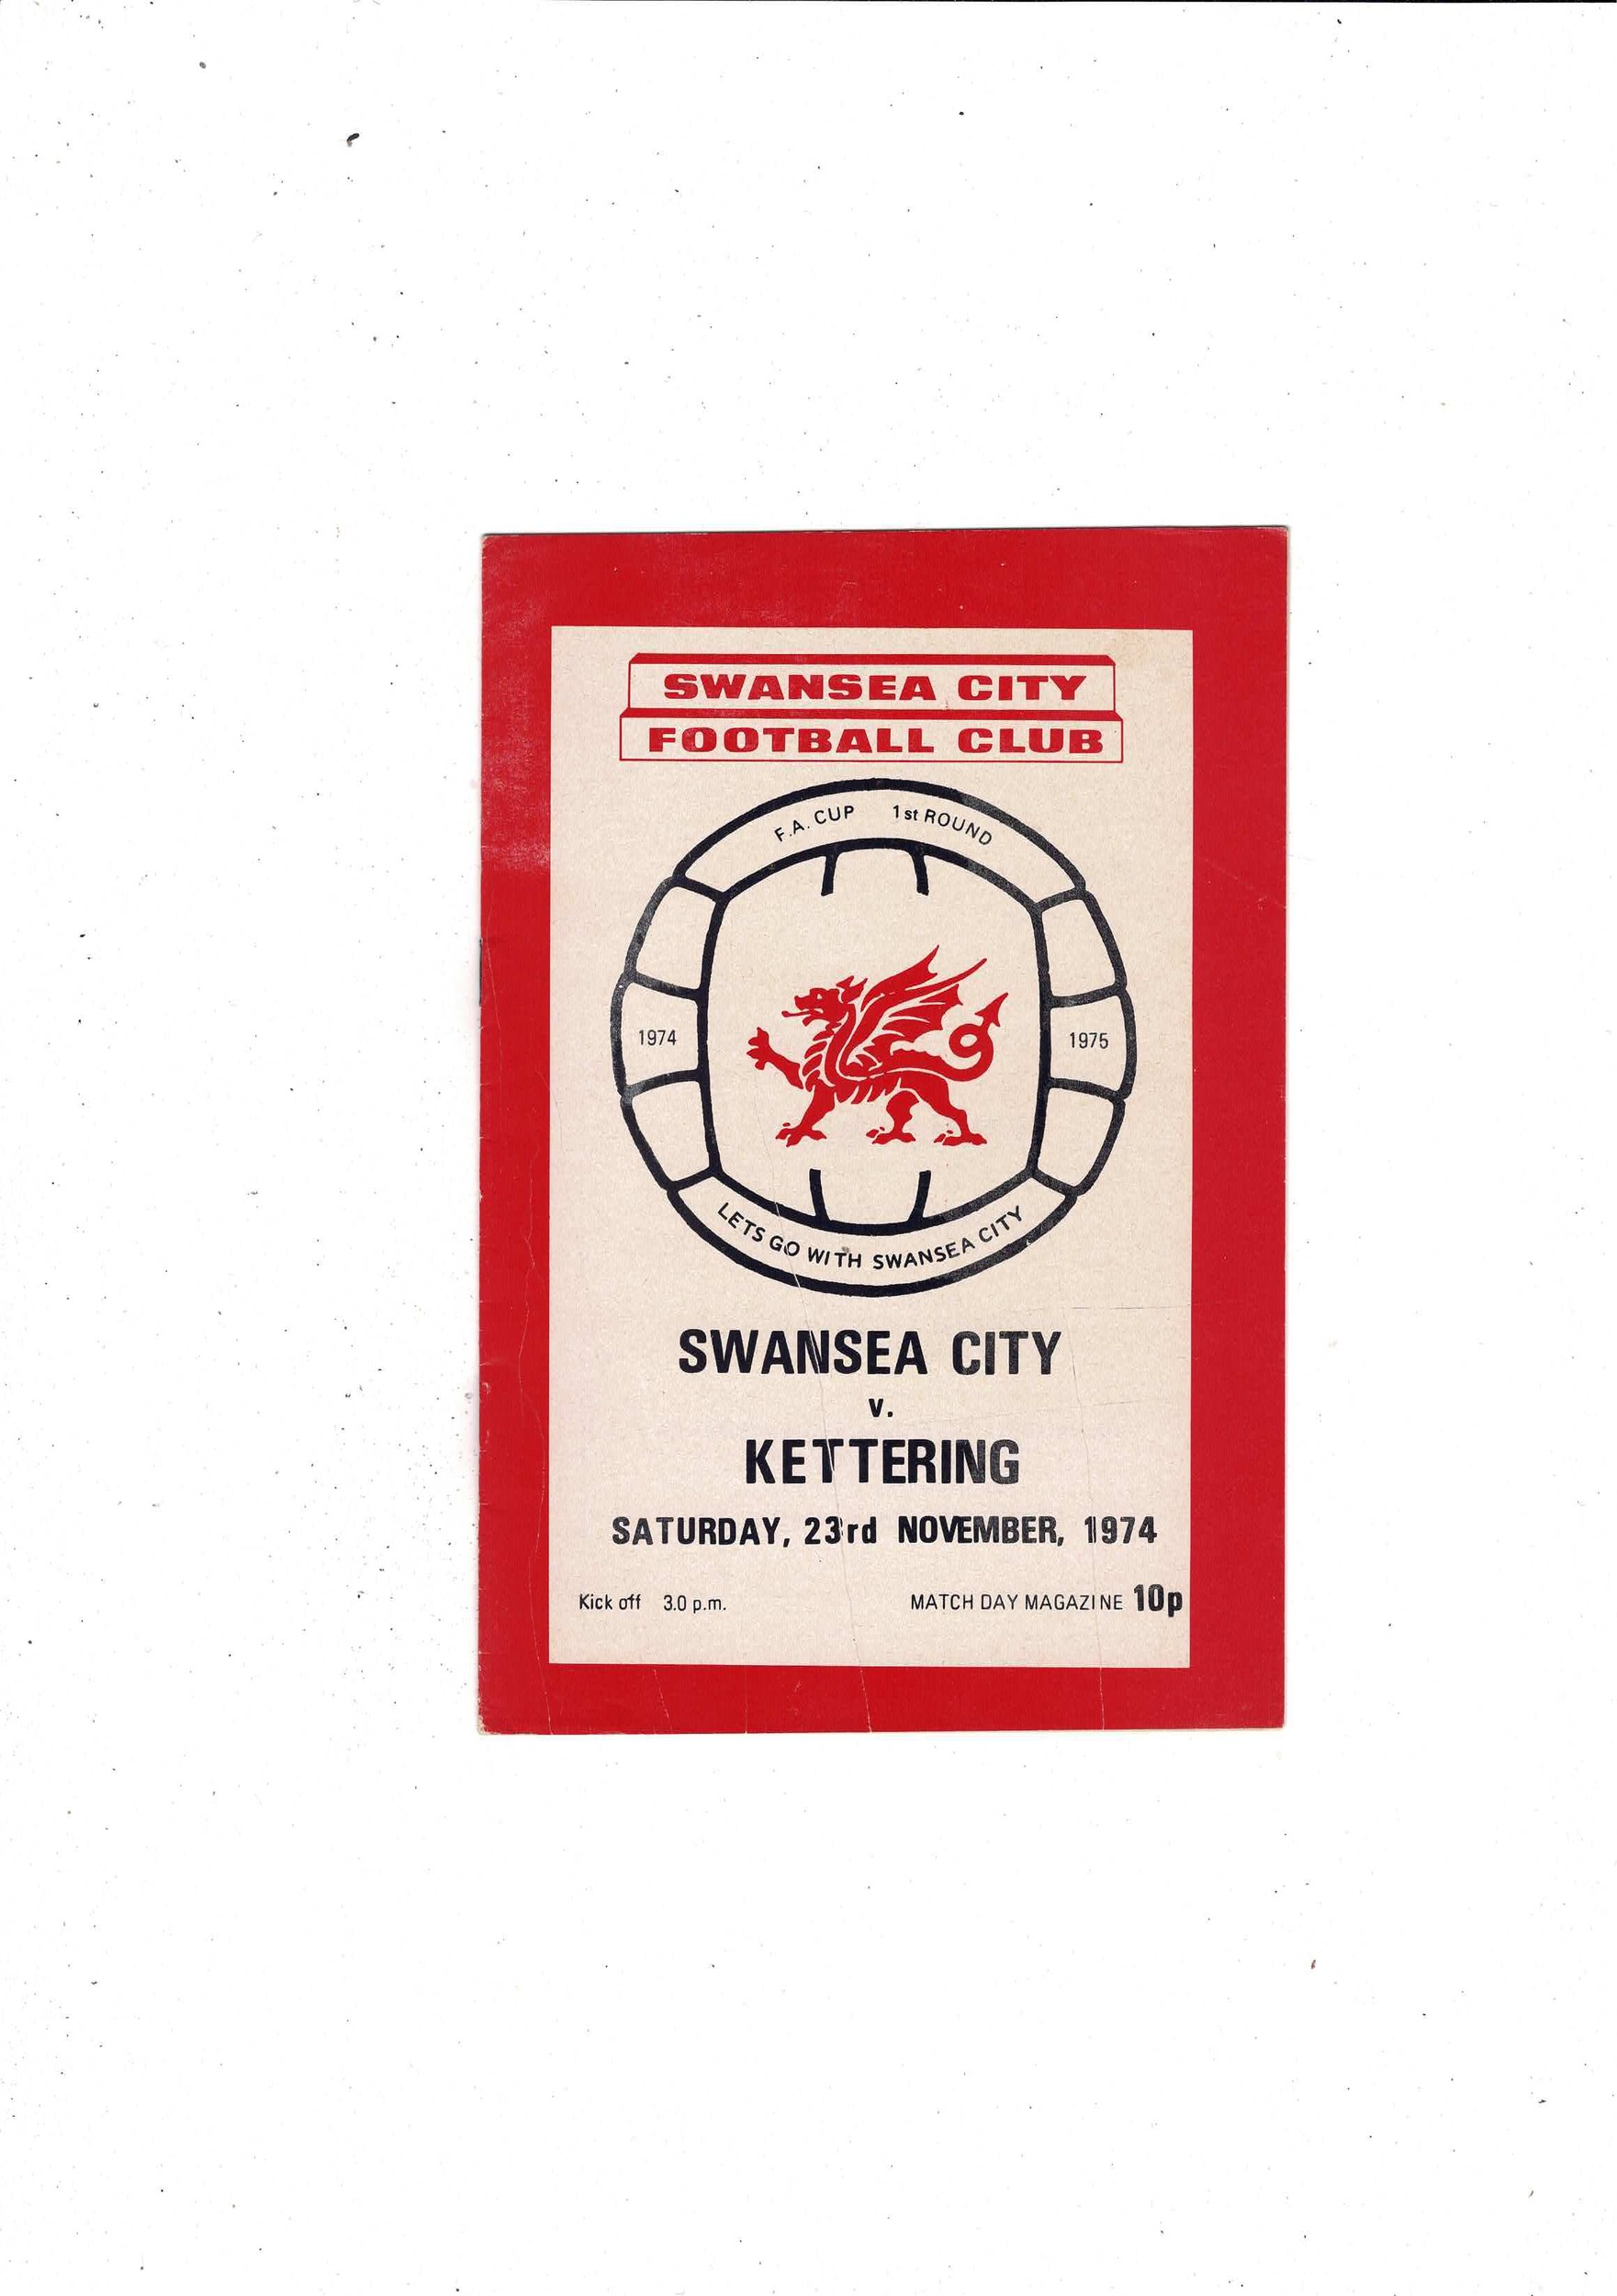 SWANSEA CITY
FOOTBALL CLUB
F.A. CUP 1st ROUND
1974
1975
LETS GO WITH SWANSEA CITY
SWANSEA CITY
v.
KETTERING
SATURDAY, 23rd NOVEMBER, 1974
Kick off 3.0 p.m.
MATCH DAY MAGAZINE 10p